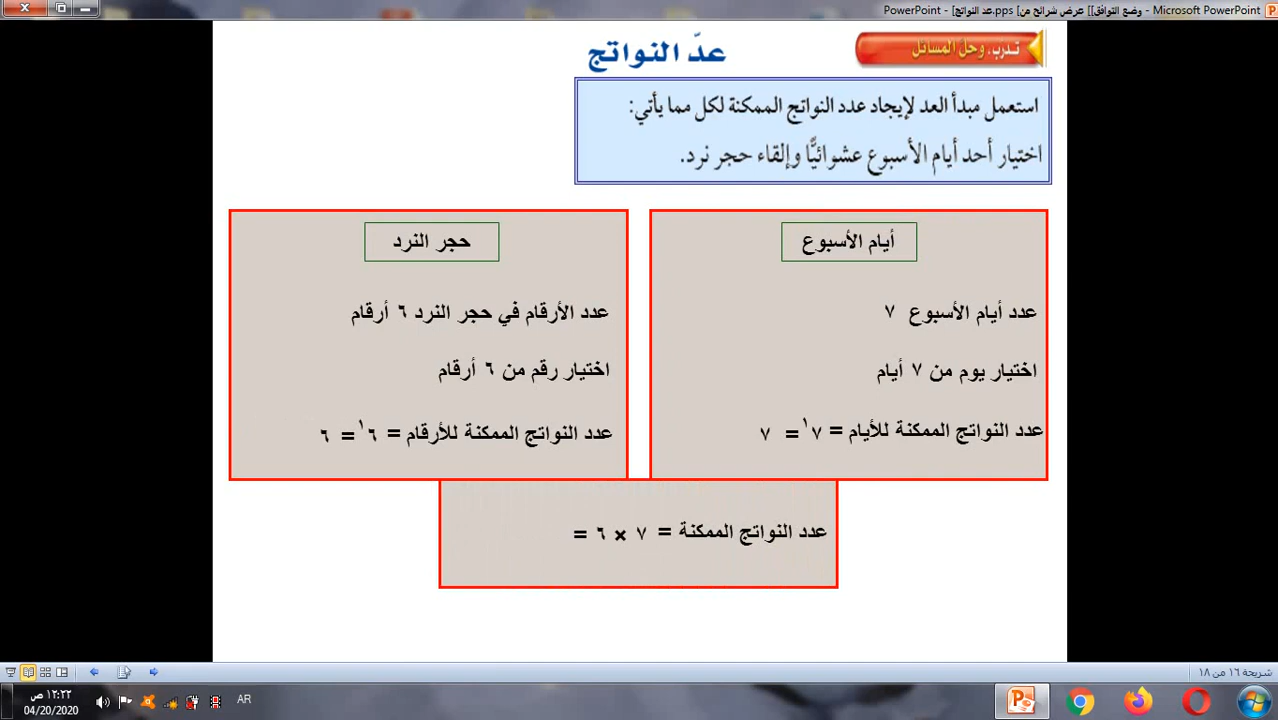 Microsoft PowerPoint - وضع التوافق]] عرض شرائح من] pps.عد النواتج] - PowerPoint
تدرّب، وحلّ المسائل
عدّ النواتج
استعمل مبدأ العد لإيجاد عدد النواتج الممكنة لكل مما يأتي:
اختيار أحد أيام الأسبوع عشوائيًّا وإلقاء حجر نرد.
أيام الأسبوع
عدد أيام الأسبوع ٧
اختيار يوم من ٧ أيام
عدد النواتج الممكنة للأيام = ٧¹ = ٧
حجر النرد
عدد الأرقام في حجر النرد ٦ أرقام
اختيار رقم من ٦ أرقام
عدد النواتج الممكنة للأرقام = ٦¹ = ٦
عدد النواتج الممكنة = ٧ × ٦ =
شريحة ١٦ من ١٨
AR
١٢:٢٢ ص
04/20/2020